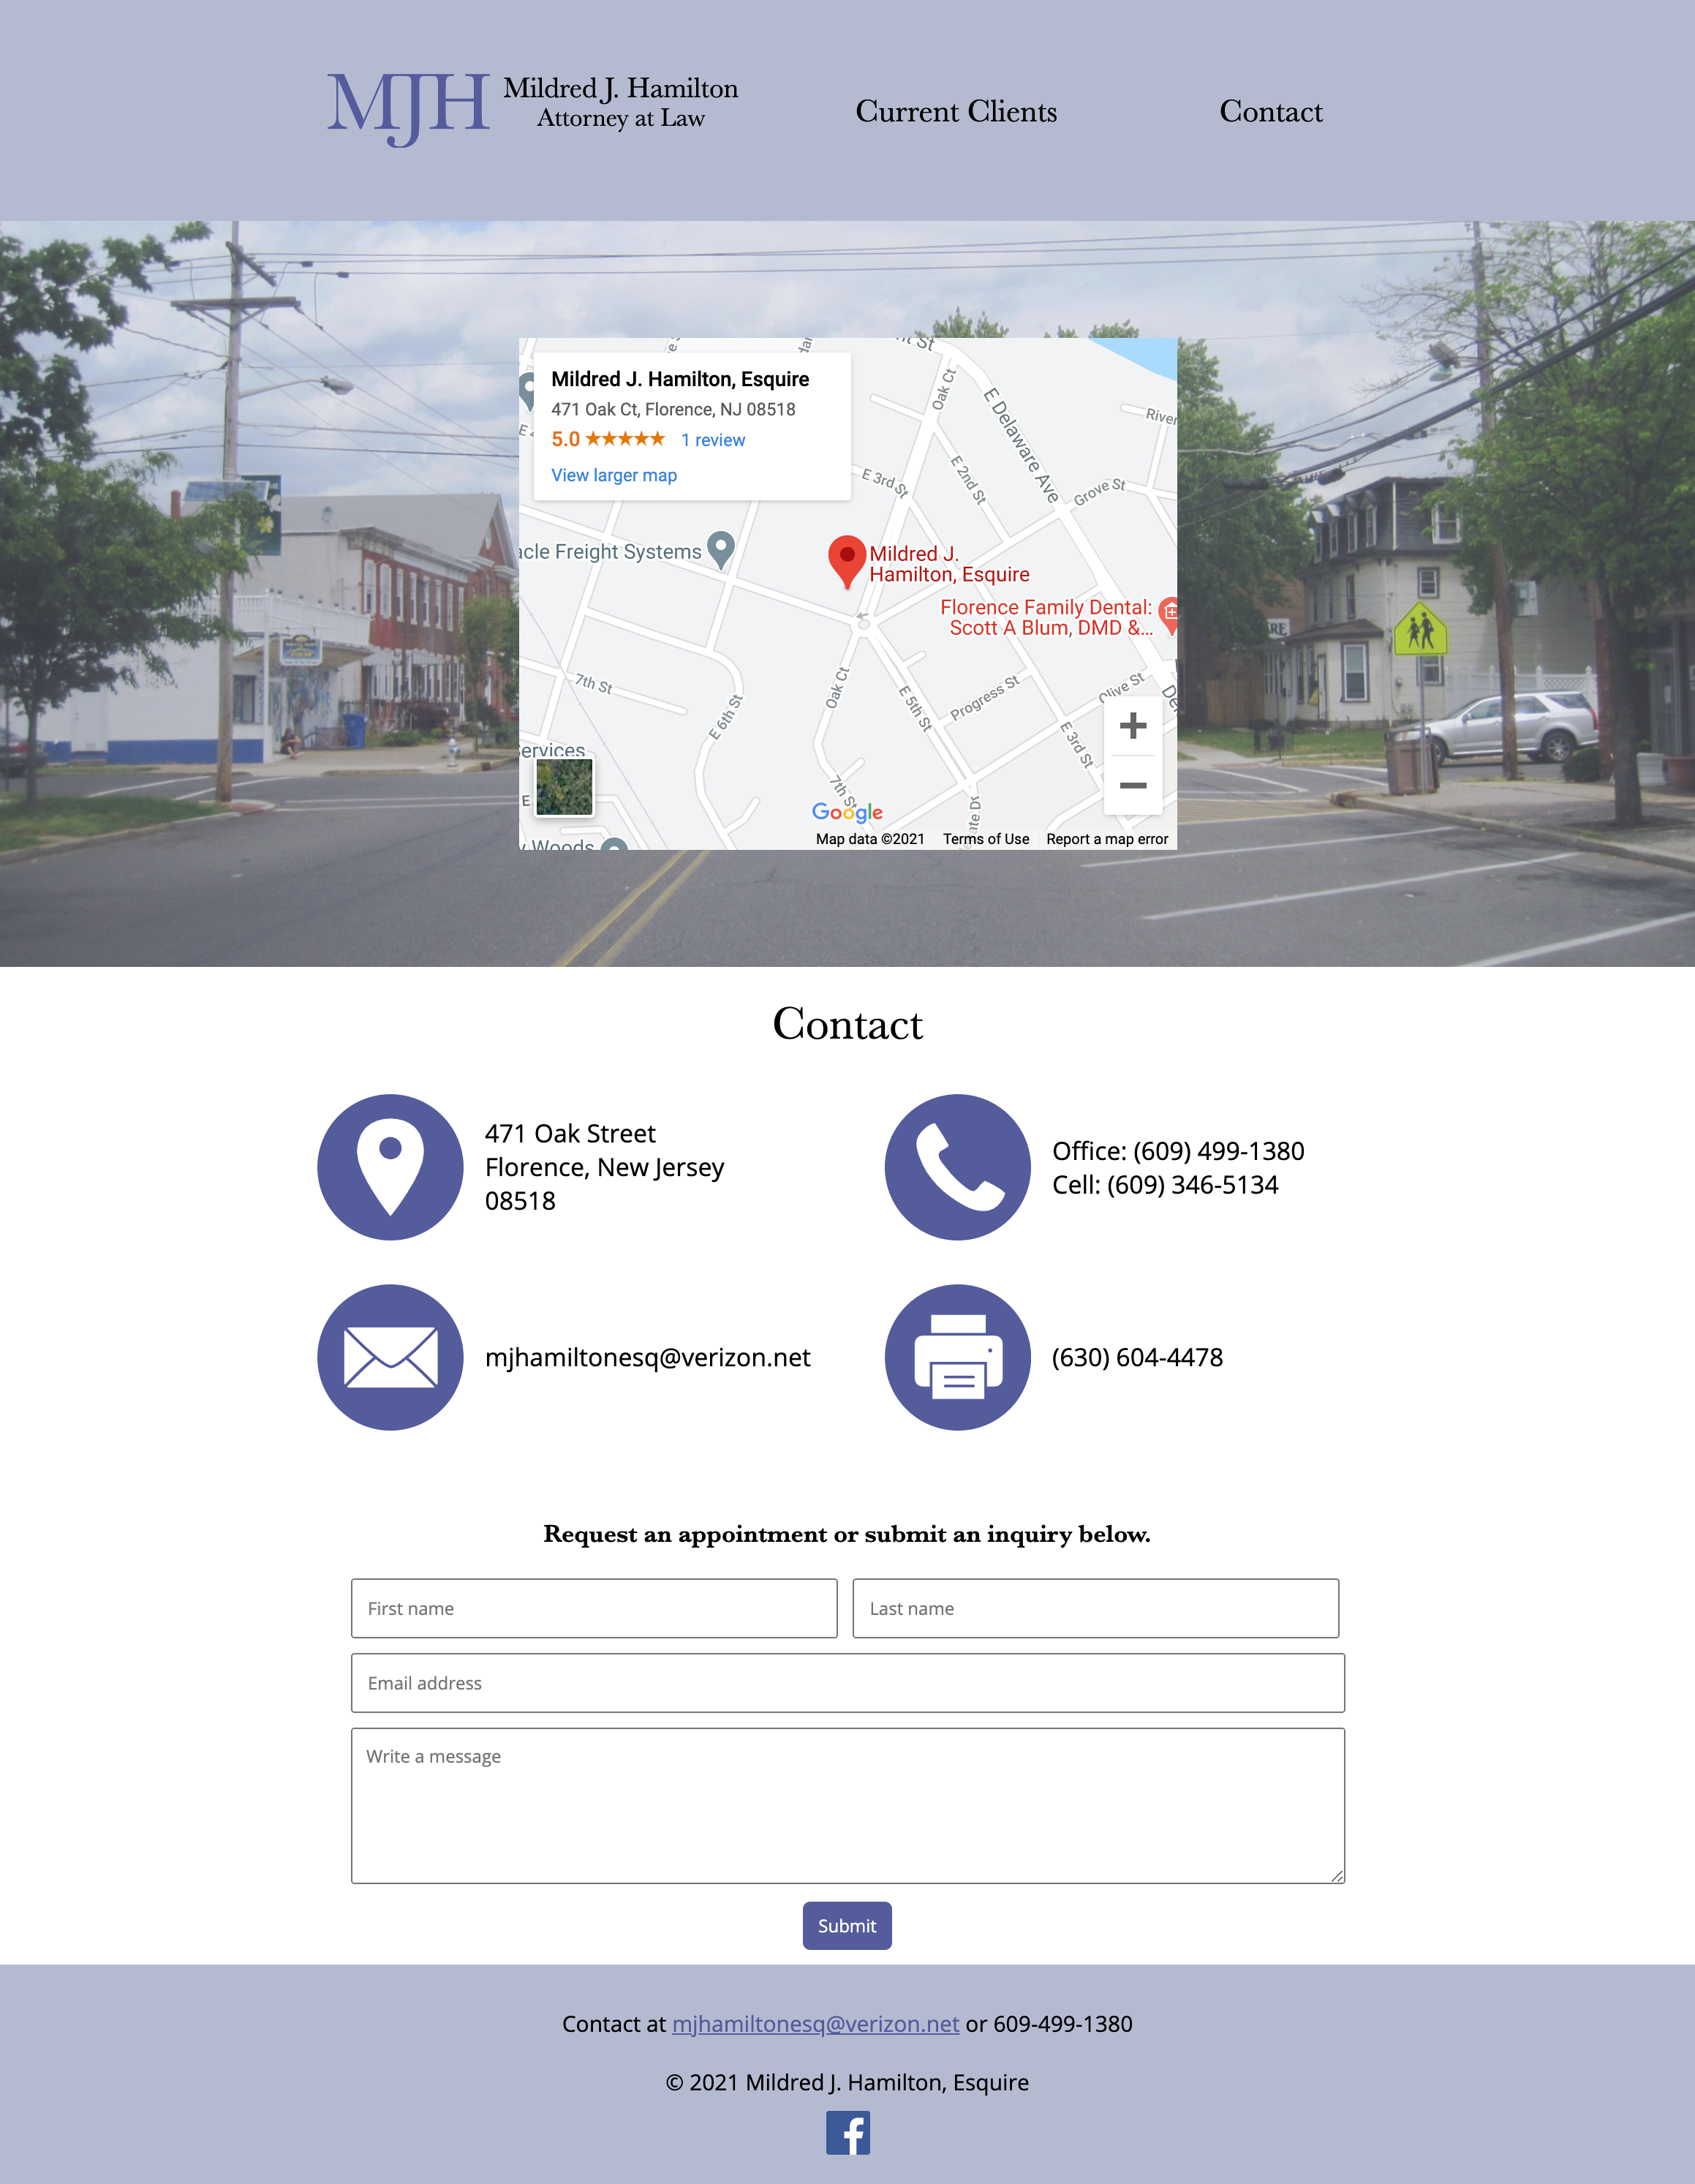 MJH
Mildred J. Hamilton
Attorney at Law
Current Clients
Contact
Mildred J. Hamilton, Esquire
471 Oak Ct, Florence, NJ 08518
5.0 ★★★★★ 1 review
View larger map
Oak Ct
E Delaware Ave
River
E 3rd St
E 2nd St
Grove St
Freight Systems
Mildred J.
Hamilton, Esquire
Florence Family Dental:
Scott A Blum, DMD &...
7th St
E 6th St
Oak Ct
E 5th St
Progress St
Olive St
E 3rd St
7th St
Woods
Google
Map data ©2021 Terms of Use Report a map error
Contact
471 Oak Street
Florence, New Jersey
08518
Office: (609) 499-1380
Cell: (609) 346-5134
mjhamiltonesq@verizon.net
(630) 604-4478
Request an appointment or submit an inquiry below.
First name
Last name
Email address
Write a message
Submit
Contact at mjhamiltonesq@verizon.net or 609-499-1380
© 2021 Mildred J. Hamilton, Esquire